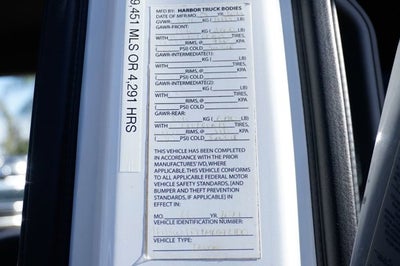 9,451 MLS OR 4,291 HRS
MFD BY: HARBOR TRUCK BODIES
DATE OF MFR: MO. YR.
GVWR KG ( LB)
GAWR-FRONT:
KG ( LB)
WITH TIRES,
RIMS, @ KPA
( PSI) COLD
GAWR-INTERMEDIATE(1):
KG ( LB)
WITH TIRES,
RIMS, @ KPA
( PSI) COLD
GAWR-INTERMEDIATE(2):
KG ( LB)
WITH TIRES,
RIMS, @ KPA
( PSI) COLD
GAWR-REAR:
KG ( LB)
WITH TIRES,
RIMS, @ KPA
( PSI) COLD
THIS VEHICLE HAS BEEN COMPLETED
IN ACCORDANCE WITH THE PRIOR
MANUFACTURES' IVD, WHERE
APPLICABLE. THIS VEHICLE CONFORMS
TO ALL APPLICABLE FEDERAL MOTOR
VEHICLE SAFETY STANDARDS, [AND
BUMPER AND THEFT PREVENTION
STANDARDS, IF APPLICABLE] IN
EFFECT IN:
MO. YR.
VEHICLE IDENTIFICATION NUMBER:
VEHICLE TYPE: